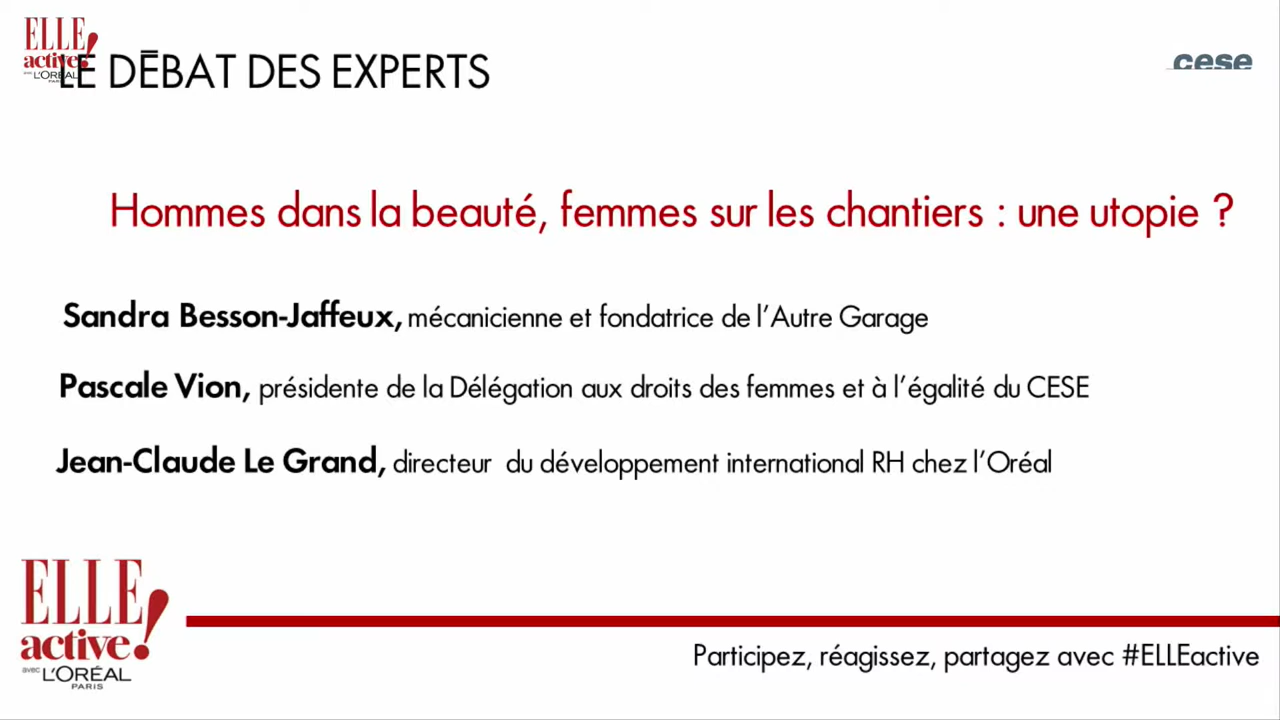 ELLE
active!
avec L'ORÉAL
PARIS
LE DĒBAT DES EXPERTS
cese
Hommes dans la beauté, femmes sur les chantiers : une utopie ?
Sandra Besson-Jaffeux, mécanicienne et fondatrice de l'Autre Garage
Pascale Vion, présidente de la Délégation aux droits des femmes et à l'égalité du CESE
Jean-Claude Le Grand, directeur du développement international RH chez l'Oréal
ELLE
active!
avec L'ORÉAL
PARIS
Participez, réagissez, partagez avec #ELLEactive